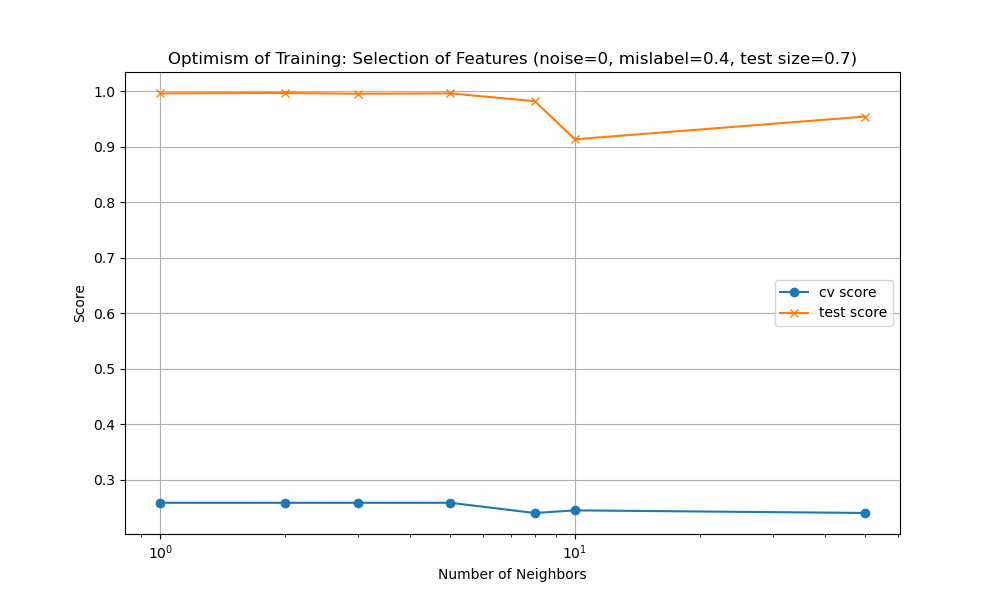 Optimism of Training: Selection of Features (noise=0, mislabel=0.4, test size=0.7)
1.0
0.9
0.8
0.7
0.6
0.5
0.4
0.3
Score
cv score
test score
10⁰
10¹
Number of Neighbors